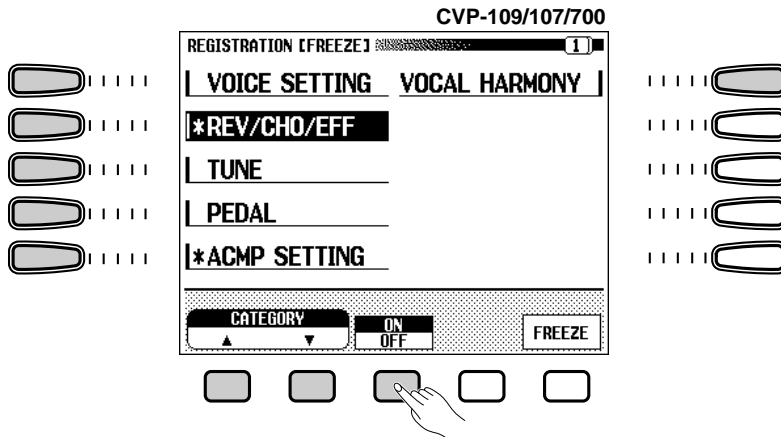 CVP-109/107/700
REGISTRATION [FREEZE] 1
VOICE SETTING VOCAL HARMONY
*REV/CHO/EFF
TUNE
PEDAL
*ACMP SETTING
CATEGORY
▲ ▼
ON
OFF
FREEZE